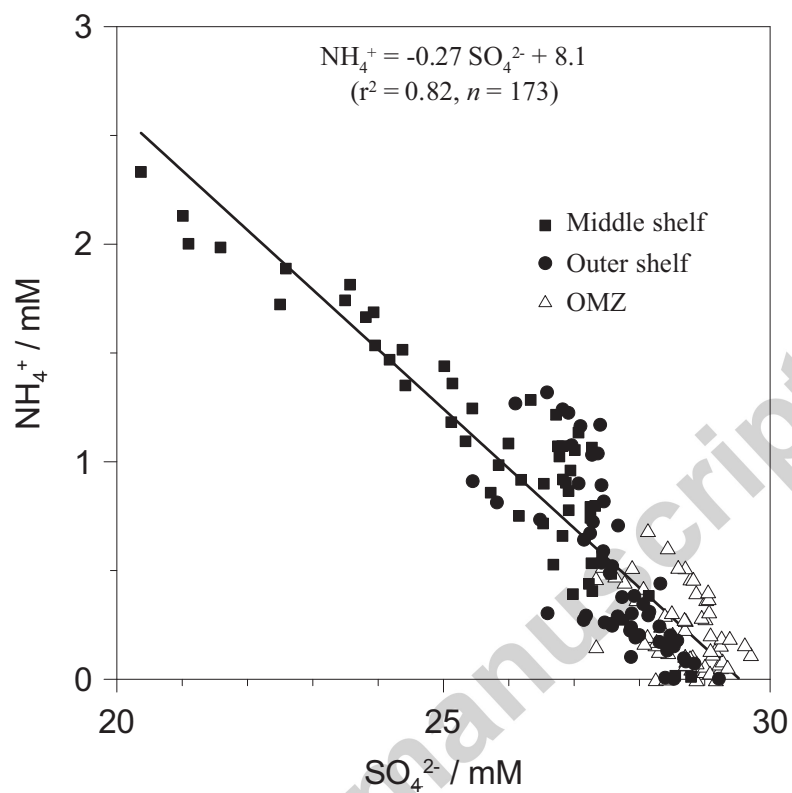 3
NH₄⁺ = -0.27 SO₄²⁻ + 8.1
(r² = 0.82, n = 173)
Middle shelf
Outer shelf
OMZ
2
NH₄⁺ / mM
1
0
20
25
30
SO₄²⁻ / mM
manuscript